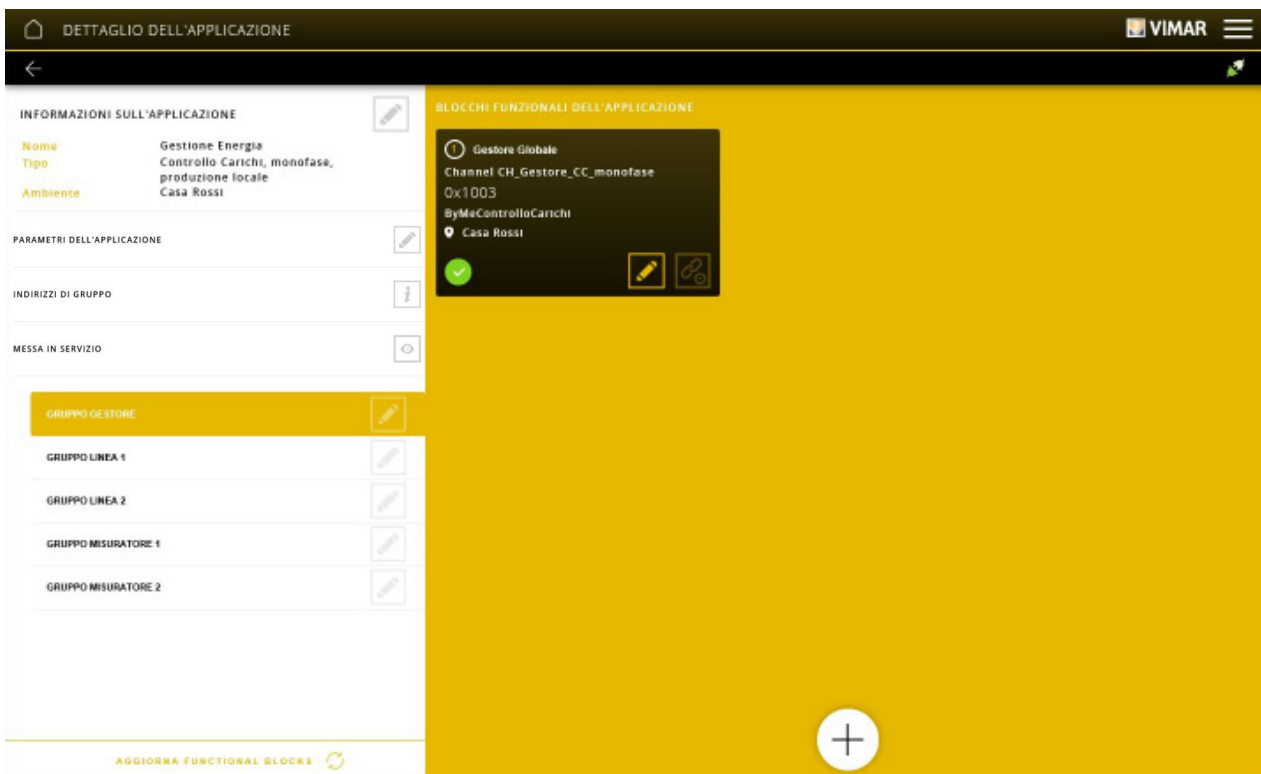 DETTAGLIO DELL'APPLICAZIONE
VIMAR
INFORMAZIONI SULL'APPLICAZIONE
Nome Gestione Energia
Tipo Controllo Carichi, monofase,
produzione locale
Ambiente Casa Rossi
PARAMETRI DELL'APPLICAZIONE
INDIRIZZI DI GRUPPO
i
MESSA IN SERVIZIO
GRUPPO GESTORE
GRUPPO LINEA 1
GRUPPO LINEA 2
GRUPPO MISURATORE 1
GRUPPO MISURATORE 2
AGGIORNA FUNCTIONAL BLOCKS
BLOCCHI FUNZIONALI DELL'APPLICAZIONE
1 Gestore Globale
Channel CH_Gestore_CC_monofase
0x1003
ByMeControlloCarichi
Casa Rossi